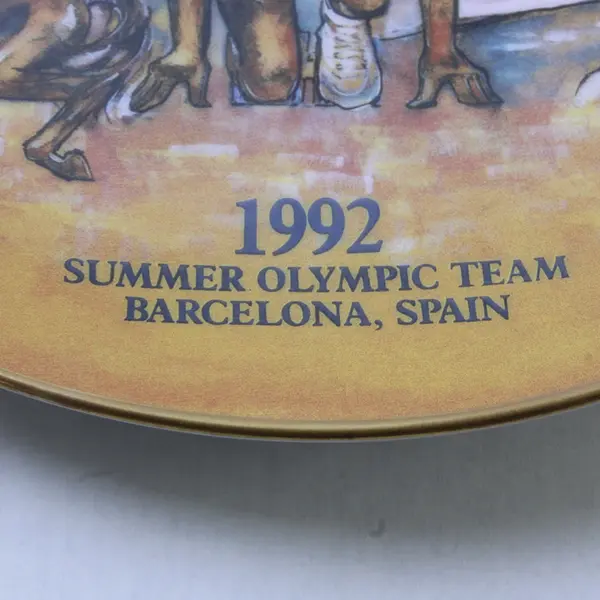 1992
SUMMER OLYMPIC TEAM
BARCELONA, SPAIN